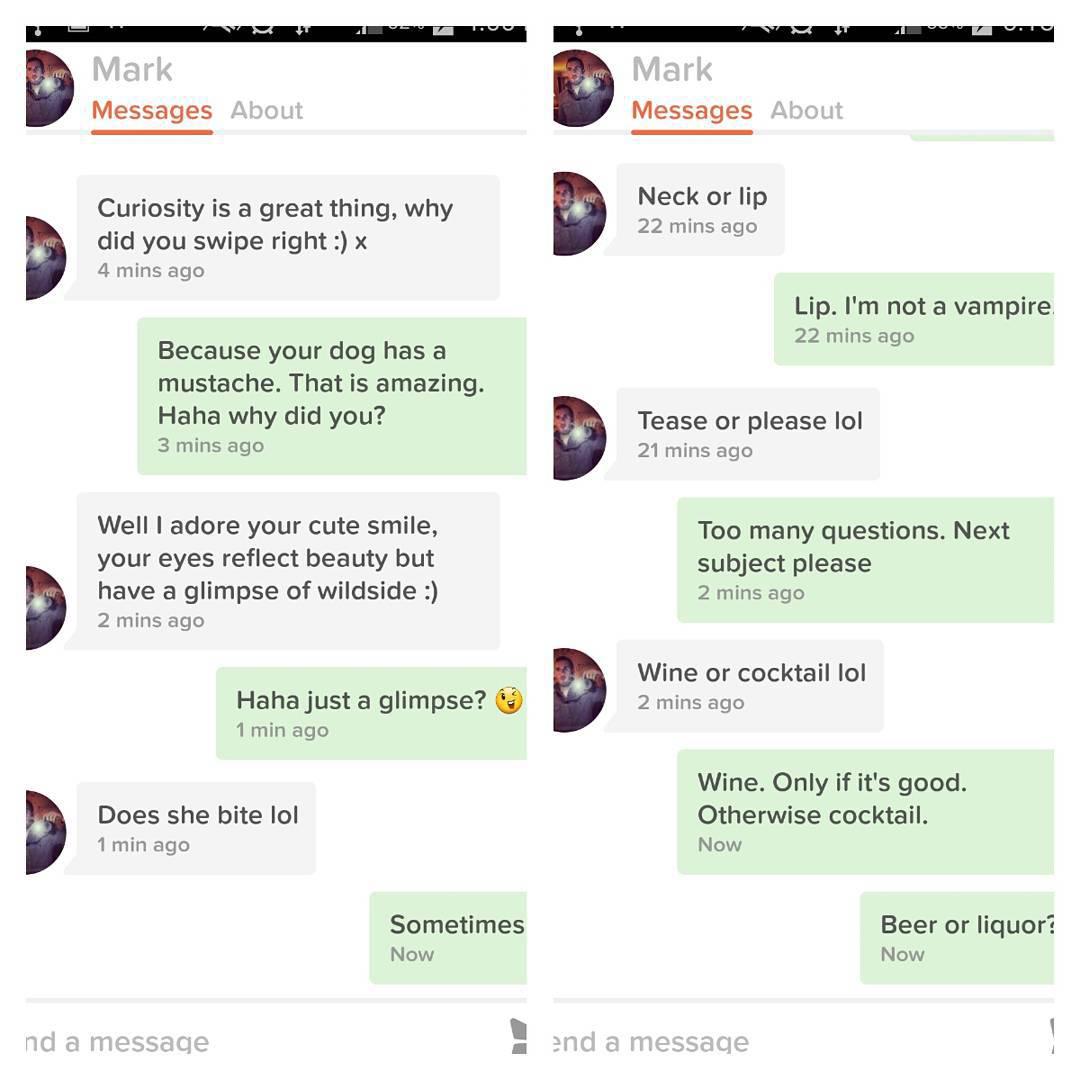 Mark
Messages About
Curiosity is a great thing, why
did you swipe right :) x
4 mins ago
Because your dog has a
mustache. That is amazing.
Haha why did you?
3 mins ago
Well I adore your cute smile,
your eyes reflect beauty but
have a glimpse of wildside :)
2 mins ago
Haha just a glimpse? 😉
1 min ago
Does she bite lol
1 min ago
Sometimes
Now
nd a message
Mark
Messages About
Neck or lip
22 mins ago
Lip. I'm not a vampire.
22 mins ago
Tease or please lol
21 mins ago
Too many questions. Next
subject please
2 mins ago
Wine or cocktail lol
2 mins ago
Wine. Only if it's good.
Otherwise cocktail.
Now
Beer or liquor?
Now
end a message